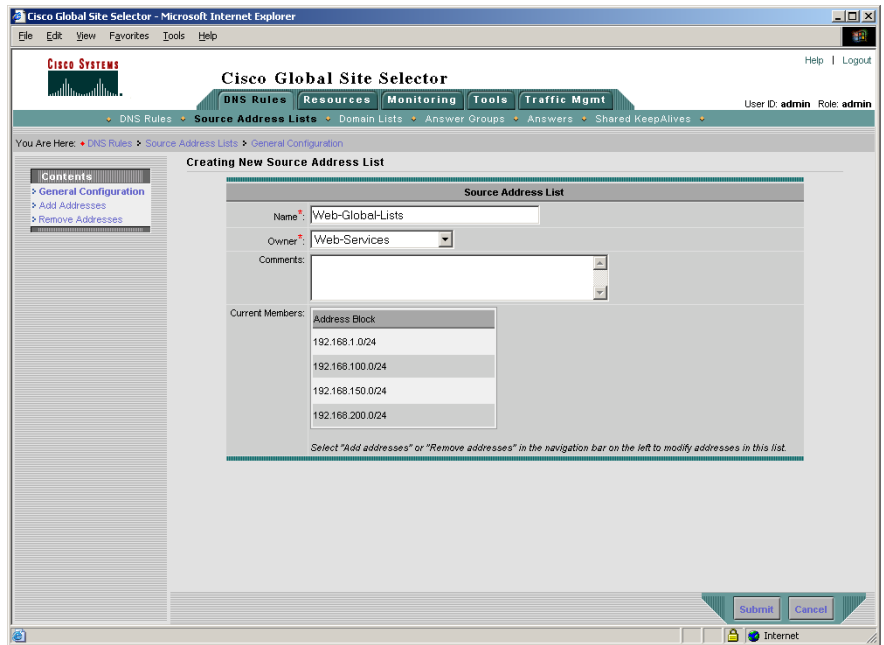 Cisco Global Site Selector - Microsoft Internet Explorer
File Edit View Favorites Tools Help
CISCO SYSTEMS
Help | Logout
Cisco Global Site Selector
DNS Rules Resources Monitoring Tools Traffic Mgmt
User ID: admin Role: admin
DNS Rules Source Address Lists Domain Lists Answer Groups Answers Shared KeepAlives
You Are Here: DNS Rules Source Address Lists General Configuration
Creating New Source Address List
Contents
General Configuration
Add Addresses
Remove Addresses
Source Address List
Name*: Web-Global-Lists
Owner*: Web-Services
Comments:
Current Members:
Address Block
192.168.1.0/24
192.168.100.0/24
192.168.150.0/24
192.168.200.0/24
Select "Add addresses" or "Remove addresses" in the navigation bar on the left to modify addresses in this list.
Submit Cancel
Internet